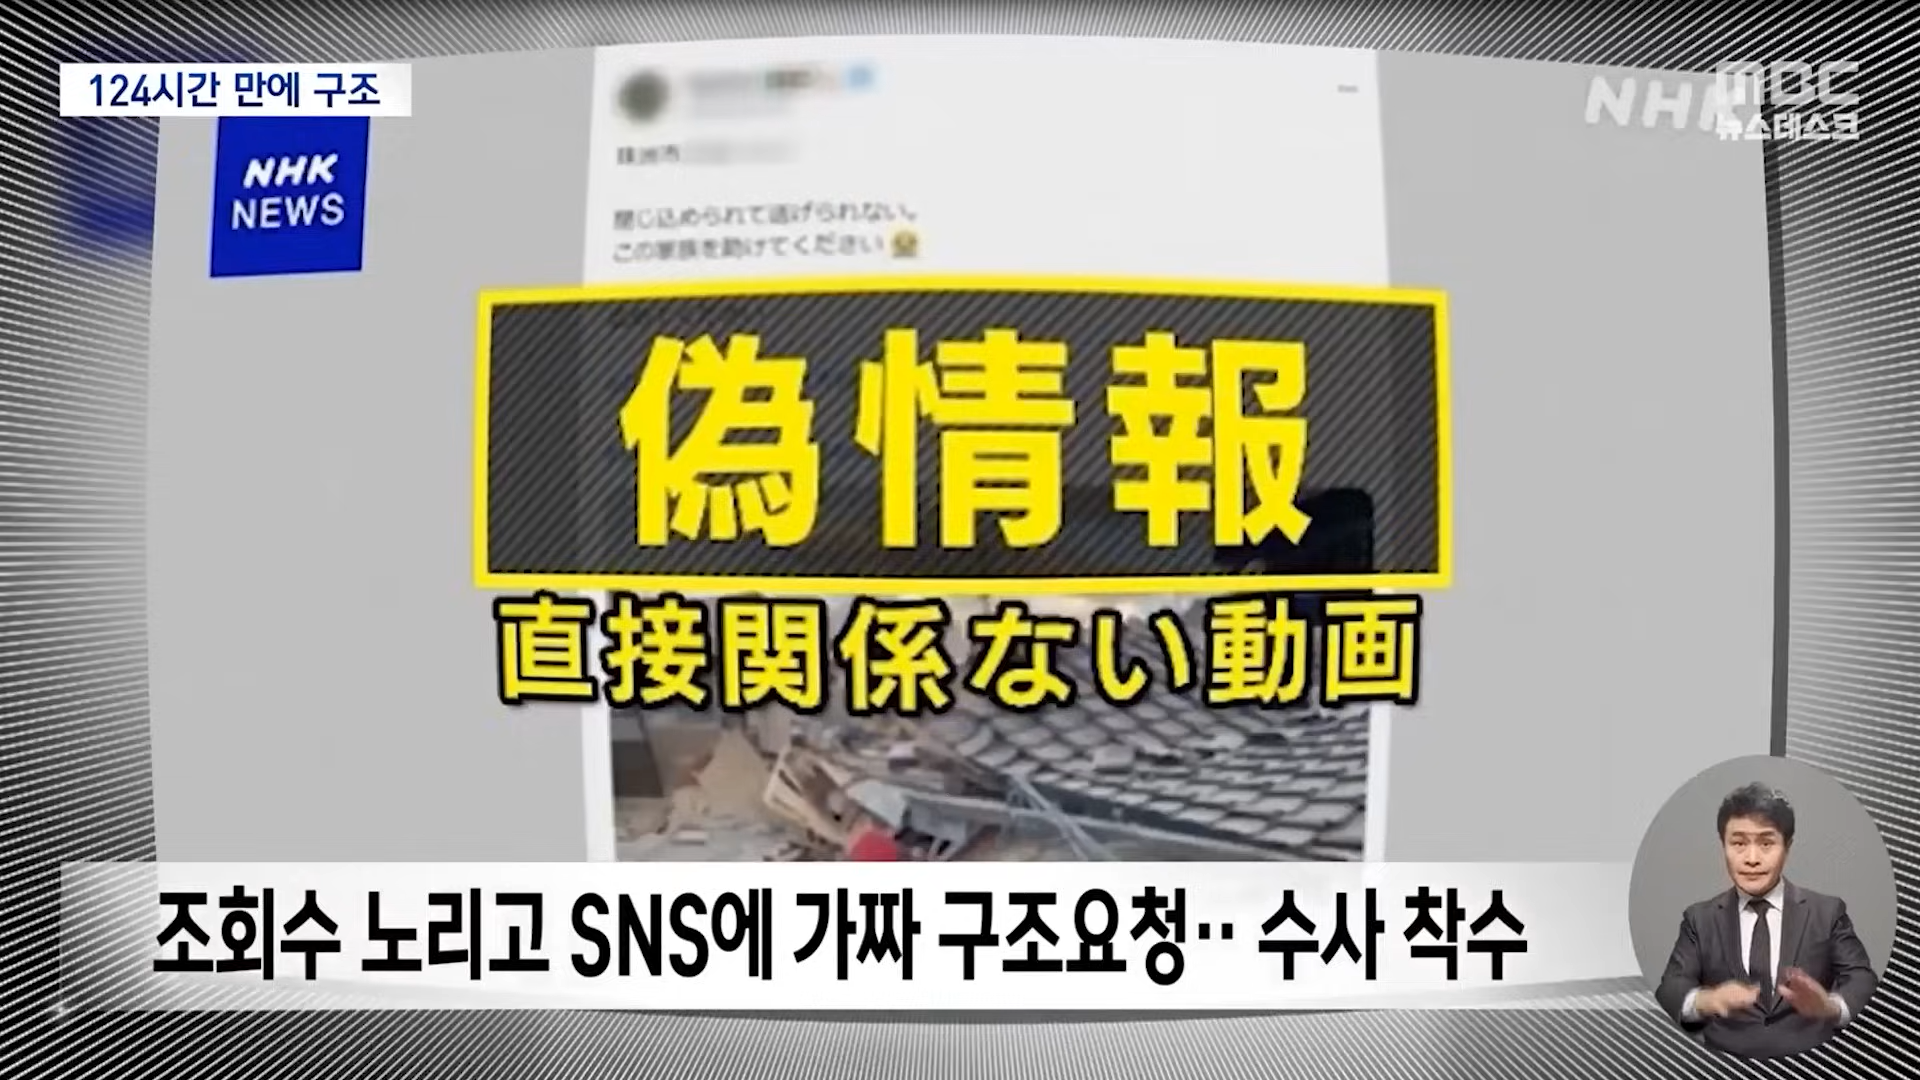 124시간 만에 구조
NHK
MBC
뉴스데스크
NHK
NEWS
珠洲市
閉じ込められて逃げられない。
この家族を助けてください
偽情報
直接関係ない動画
조회수 노리고 SNS에 가짜 구조요청‥ 수사 착수